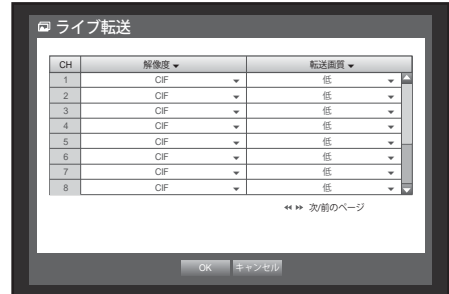 ライブ転送
CH 解像度 転送画質
1 CIF 低
2 CIF 低
3 CIF 低
4 CIF 低
5 CIF 低
6 CIF 低
7 CIF 低
8 CIF 低
次/前のページ
OK キャンセル